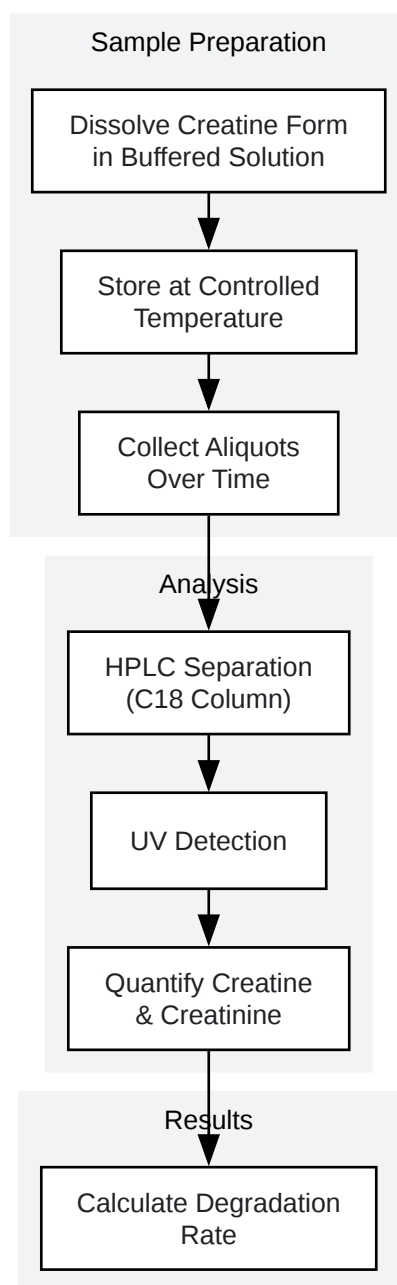 Sample Preparation
Dissolve Creatine Form
in Buffered Solution
Store at Controlled
Temperature
Collect Aliquots
Over Time
Analysis
HPLC Separation
(C18 Column)
UV Detection
Quantify Creatine
& Creatinine
Results
Calculate Degradation
Rate